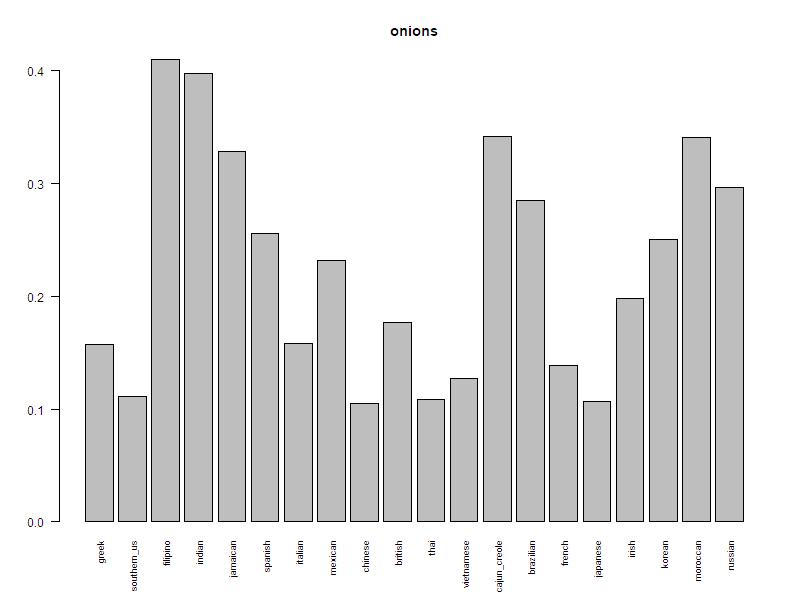 onions
0.4
0.3
0.2
0.1
0.0
greek
southern_us
filipino
indian
jamaican
spanish
italian
mexican
chinese
british
thai
vietnamese
cajun_creole
brazilian
french
japanese
irish
korean
moroccan
russian